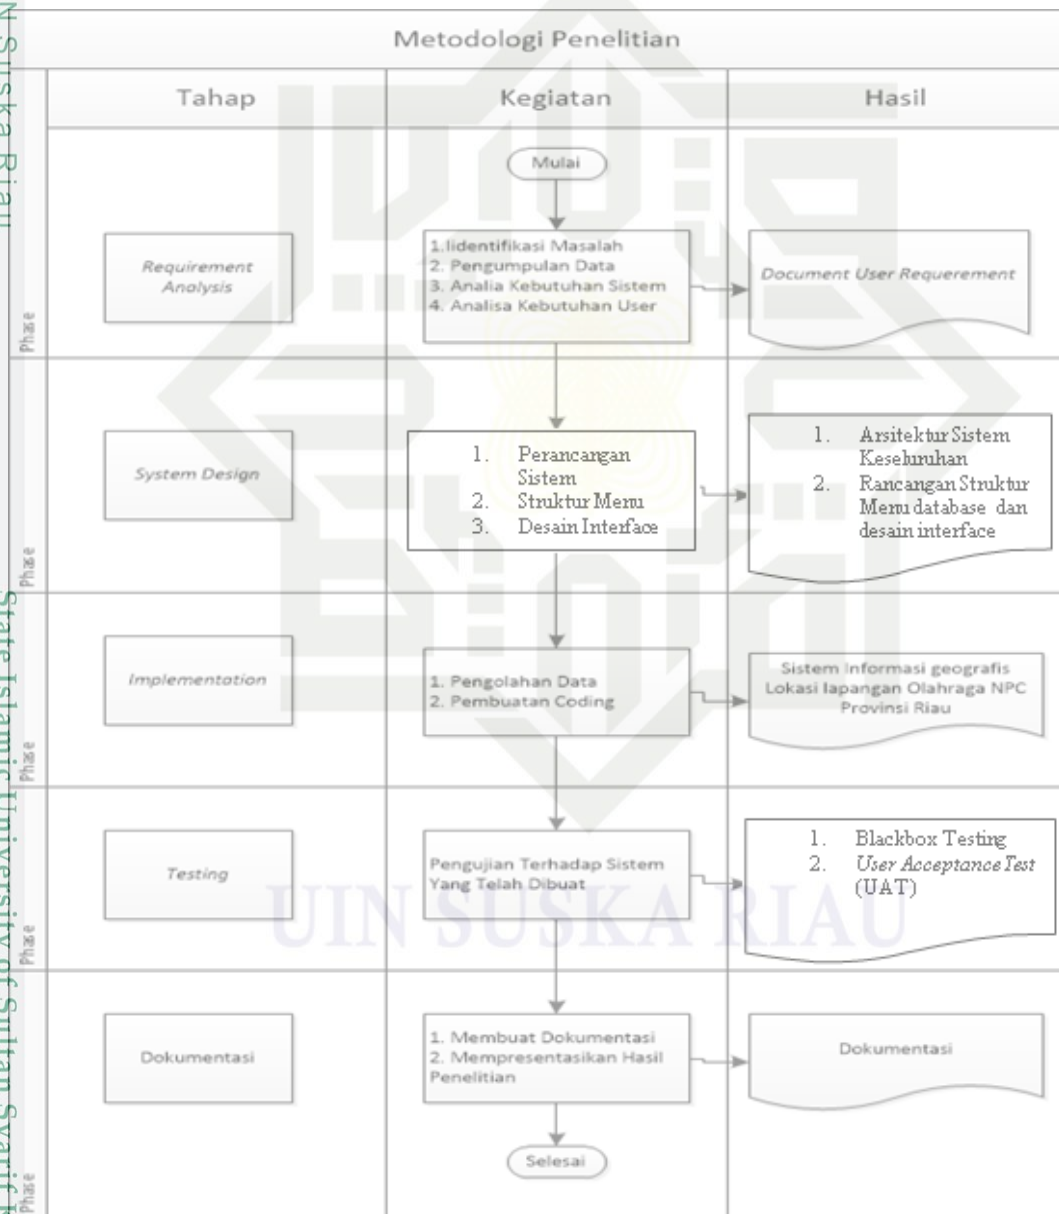 Metodologi Penelitian
Tahap
Kegiatan
Hasil
Mulai
Phase
Requirement
Analysis
1.Iidentifikasi Masalah
2. Pengumpulan Data
3. Analia Kebutuhan Sistem
4. Analisa Kebutuhan User
Document User Requerement
Phase
System Design
1. Perancangan
Sistem
2. Struktur Menu
3. Desain Interface
1. Arsitektur Sistem
Keseluruhan
2. Rancangan Struktur
Menu database dan
desain interface
Phase
Implementation
1. Pengolahan Data
2. Pembuatan Coding
Sistem Informasi geografis
Lokasi lapangan Olahraga NPC
Provinsi Riau
Phase
Testing
Pengujian Terhadap Sistem
Yang Telah Dibuat
1. Blackbox Testing
2. User Acceptance Test
(UAT)
Phase
Dokumentasi
1. Membuat Dokumentasi
2. Mempresentasikan Hasil
Penelitian
Dokumentasi
Selesai
UIN SUSKA RIAU
N Suska Riau
State Islamic University of Sultan Syarif